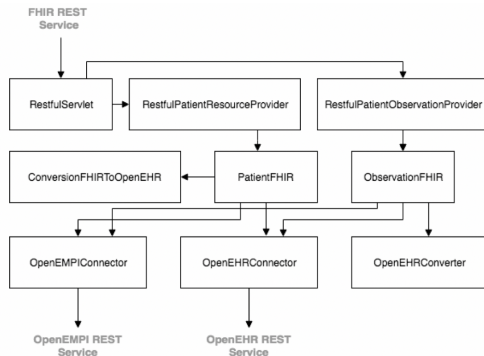 FHIR REST
Service
RestfulServlet
RestfulPatientResourceProvider
RestfulPatientObservationProvider
ConversionFHIRToOpenEHR
PatientFHIR
ObservationFHIR
OpenEMPIConnector
OpenEHRConnector
OpenEHRConverter
OpenEMPI REST
Service
OpenEHR REST
Service